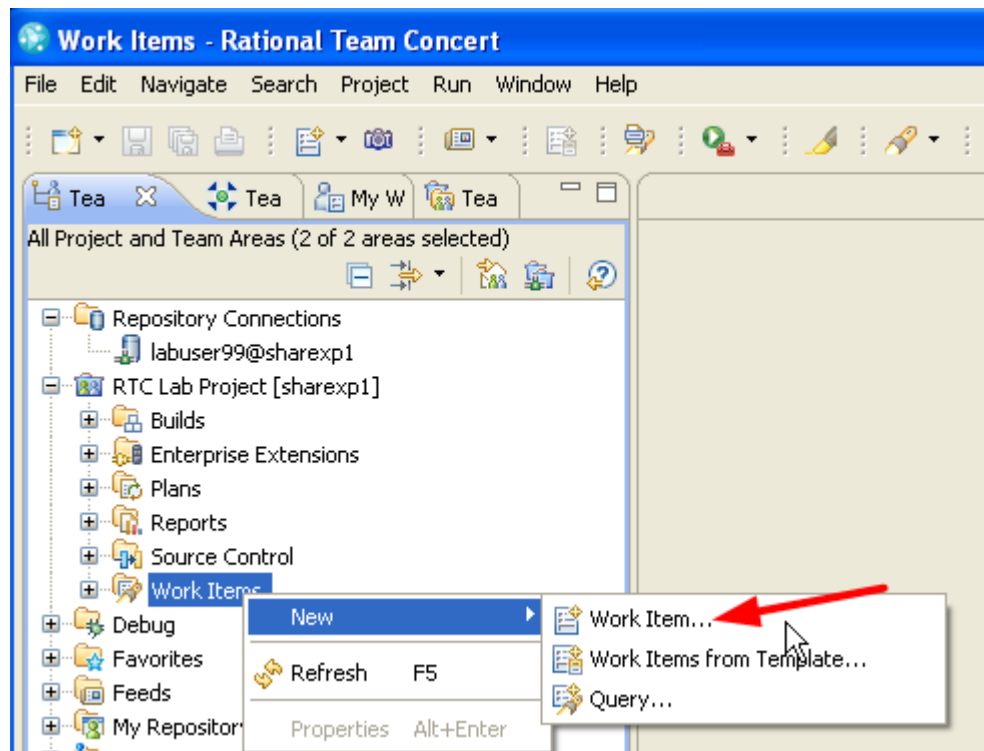 Work Items - Rational Team Concert
File Edit Navigate Search Project Run Window Help
Tea Tea My W Tea
All Project and Team Areas (2 of 2 areas selected)
Repository Connections
labuser99@sharexp1
RTC Lab Project [sharexp1]
Builds
Enterprise Extensions
Plans
Reports
Source Control
Work Items
New Work Item...
Debug
Favorites Refresh F5 Work Items from Template...
Feeds Query...
My Repository Properties Alt+Enter